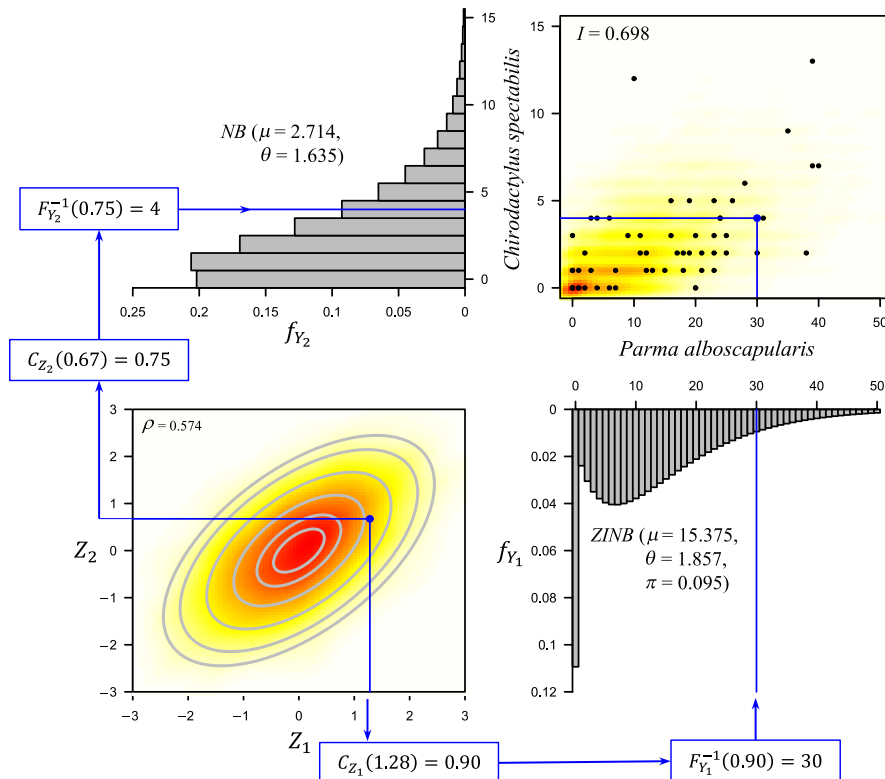 15
10
5
0
NB (μ = 2.714,
θ = 1.635)
0.25 0.2 0.15 0.1 0.05 0
f_{Y_2}
I = 0.698
Chirodactylus spectabilis
15
10
5
0
0 10 20 30 40 50
Parma alboscapularis
F_{Y_2}^{-1}(0.75) = 4
C_{Z_2}(0.67) = 0.75
ρ = 0.574
3
2
1
0
−1
−2
−3
Z_2
−3 −2 −1 0 1 2 3
Z_1
0 10 20 30 40 50
0
0.02
0.04
0.06
0.08
0.1
0.12
f_{Y_1}
ZINB (μ = 15.375,
θ = 1.857,
π = 0.095)
C_{Z_1}(1.28) = 0.90
F_{Y_1}^{-1}(0.90) = 30